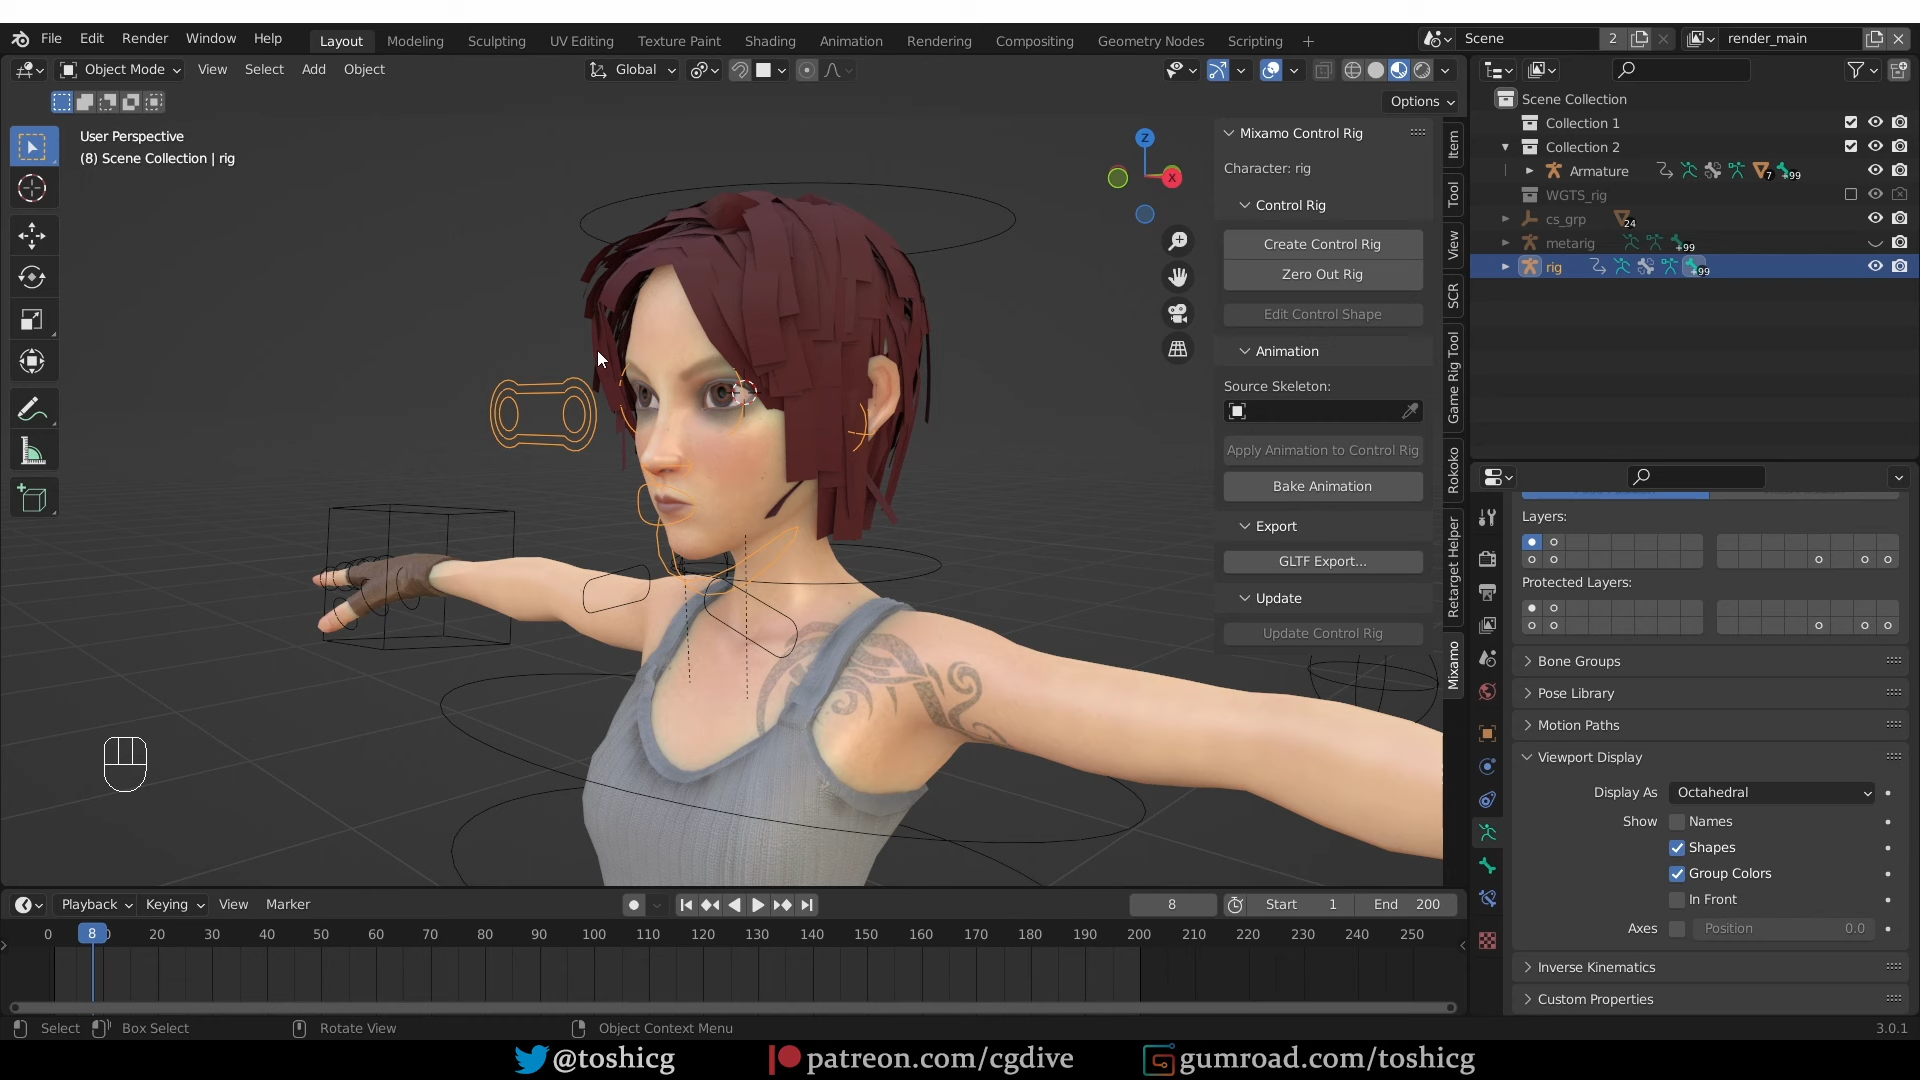 File Edit Render Window Help Layout Modeling Sculpting UV Editing Texture Paint Shading Animation Rendering Compositing Geometry Nodes Scripting + Scene 2 render_main
Object Mode View Select Add Object Global
Options
User Perspective
(8) Scene Collection | rig
Z
X
Mixamo Control Rig
Character: rig
Control Rig
Create Control Rig
Zero Out Rig
Edit Control Shape
Animation
Source Skeleton:
Apply Animation to Control Rig
Bake Animation
Export
GLTF Export...
Update
Update Control Rig
Item
Tool
View
SCR
Game Rig Tool
Rokoko
Retarget Helper
Mixamo
Scene Collection
Collection 1
Collection 2
Armature 7 +99
WGTS_rig
cs_grp 24
metarig +99
rig +99
Layers:
Protected Layers:
Bone Groups
Pose Library
Motion Paths
Viewport Display
Display As Octahedral
Show Names
Shapes
Group Colors
In Front
Axes Position 0.0
Inverse Kinematics
Custom Properties
Playback Keying View Marker 8 Start 1 End 200
0 8 20 30 40 50 60 70 80 90 100 110 120 130 140 150 160 170 180 190 200 210 220 230 240 250
Select Box Select Rotate View Object Context Menu 3.0.1
@toshicg patreon.com/cgdive gumroad.com/toshicg